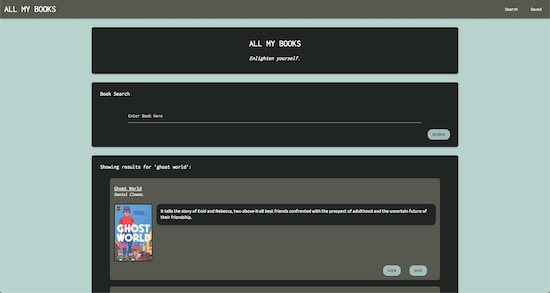 ALL MY BOOKS
Search
Saved
ALL MY BOOKS
Enlighten yourself.
Book Search
Enter Book Here
SEARCH
Showing results for 'ghost world':
Ghost World
Daniel Clowes.
GHOST
WORLD
It tells the story of Enid and Rebecca, two above-it-all best friends confronted with the prospect of adulthood and the uncertain future of
their friendship.
VIEW
SAVE